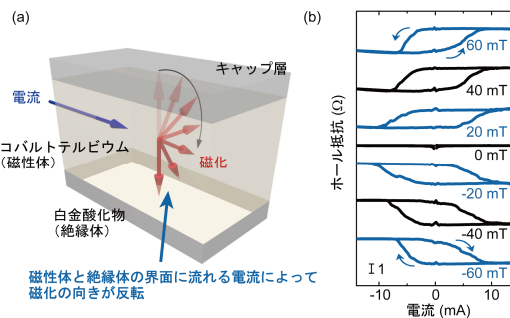 (a)
キャップ層
電流
コバルトテルビウム
(磁性体)
磁化
白金酸化物
(絶縁体)
磁性体と絶縁体の界面に流れる電流によって
磁化の向きが反転
(b)
ホール抵抗 (Ω)
60 mT
40 mT
20 mT
0 mT
-20 mT
-40 mT
-60 mT
1
-10 0 10
電流 (mA)